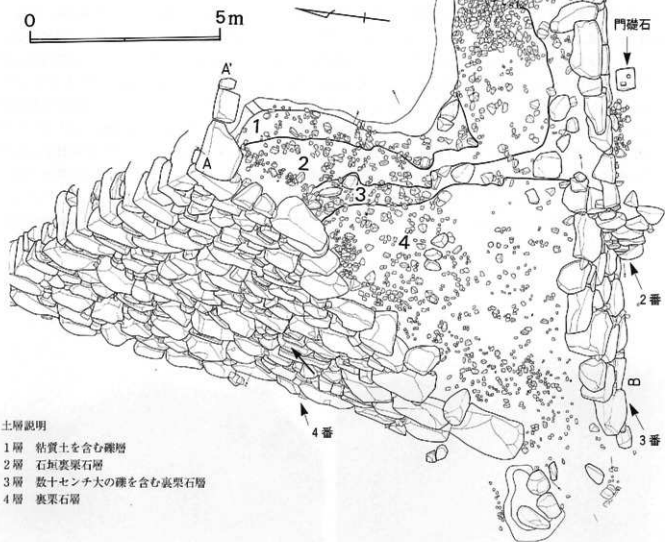 0 5m
門礎石
A'
1
A
2
3
4
2番
B
4番
3番
土層説明
1層 粘質土を含む礫層
2層 石垣裏栗石層
3層 数十センチ大の礫を含む裏栗石層
4層 裏栗石層